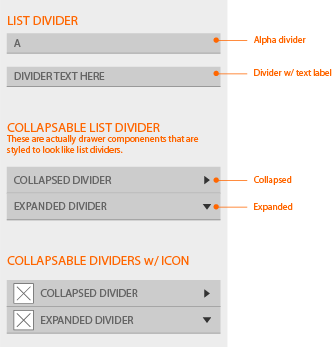 LIST DIVIDER
A
Alpha divider
DIVIDER TEXT HERE
Divider w/ text label
COLLAPSABLE LIST DIVIDER
These are actually drawer componenents that are
styled to look like list dividers.
COLLAPSED DIVIDER
Collapsed
EXPANDED DIVIDER
Expanded
COLLAPSABLE DIVIDERS w/ ICON
COLLAPSED DIVIDER
EXPANDED DIVIDER